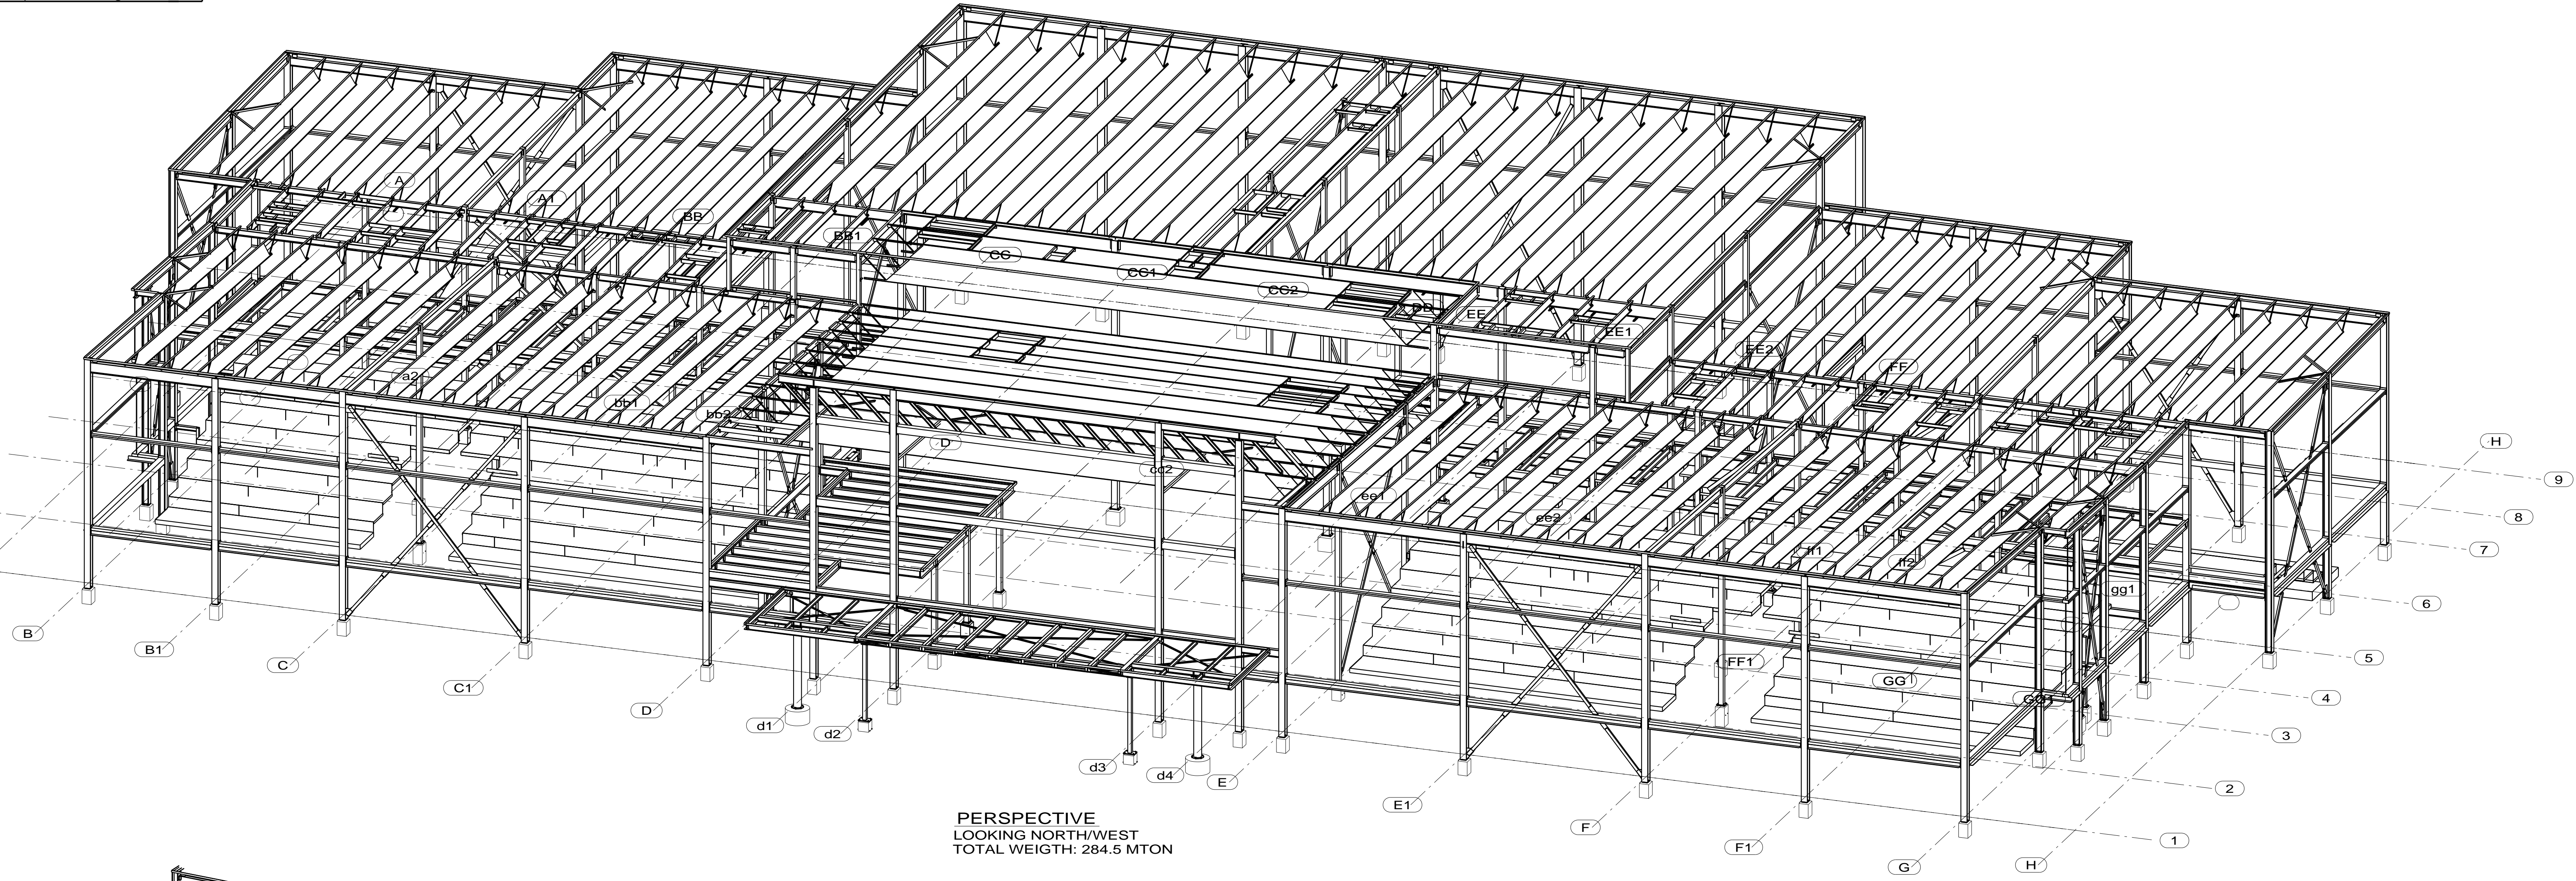 A
A1
BB
BB1
CC
CC1
CC2
DD
EE
EE1
EE2
FF
a2
bb1
bb2
D
cc2
ee1
ee2
ff1
ff2
gg1
FF1
GG
GG1
H
9
8
7
6
5
4
3
2
1
B
B1
C
C1
D
d1
d2
d3
d4
E
E1
F
F1
G
H
PERSPECTIVE
LOOKING NORTH/WEST
TOTAL WEIGTH: 284.5 MTON